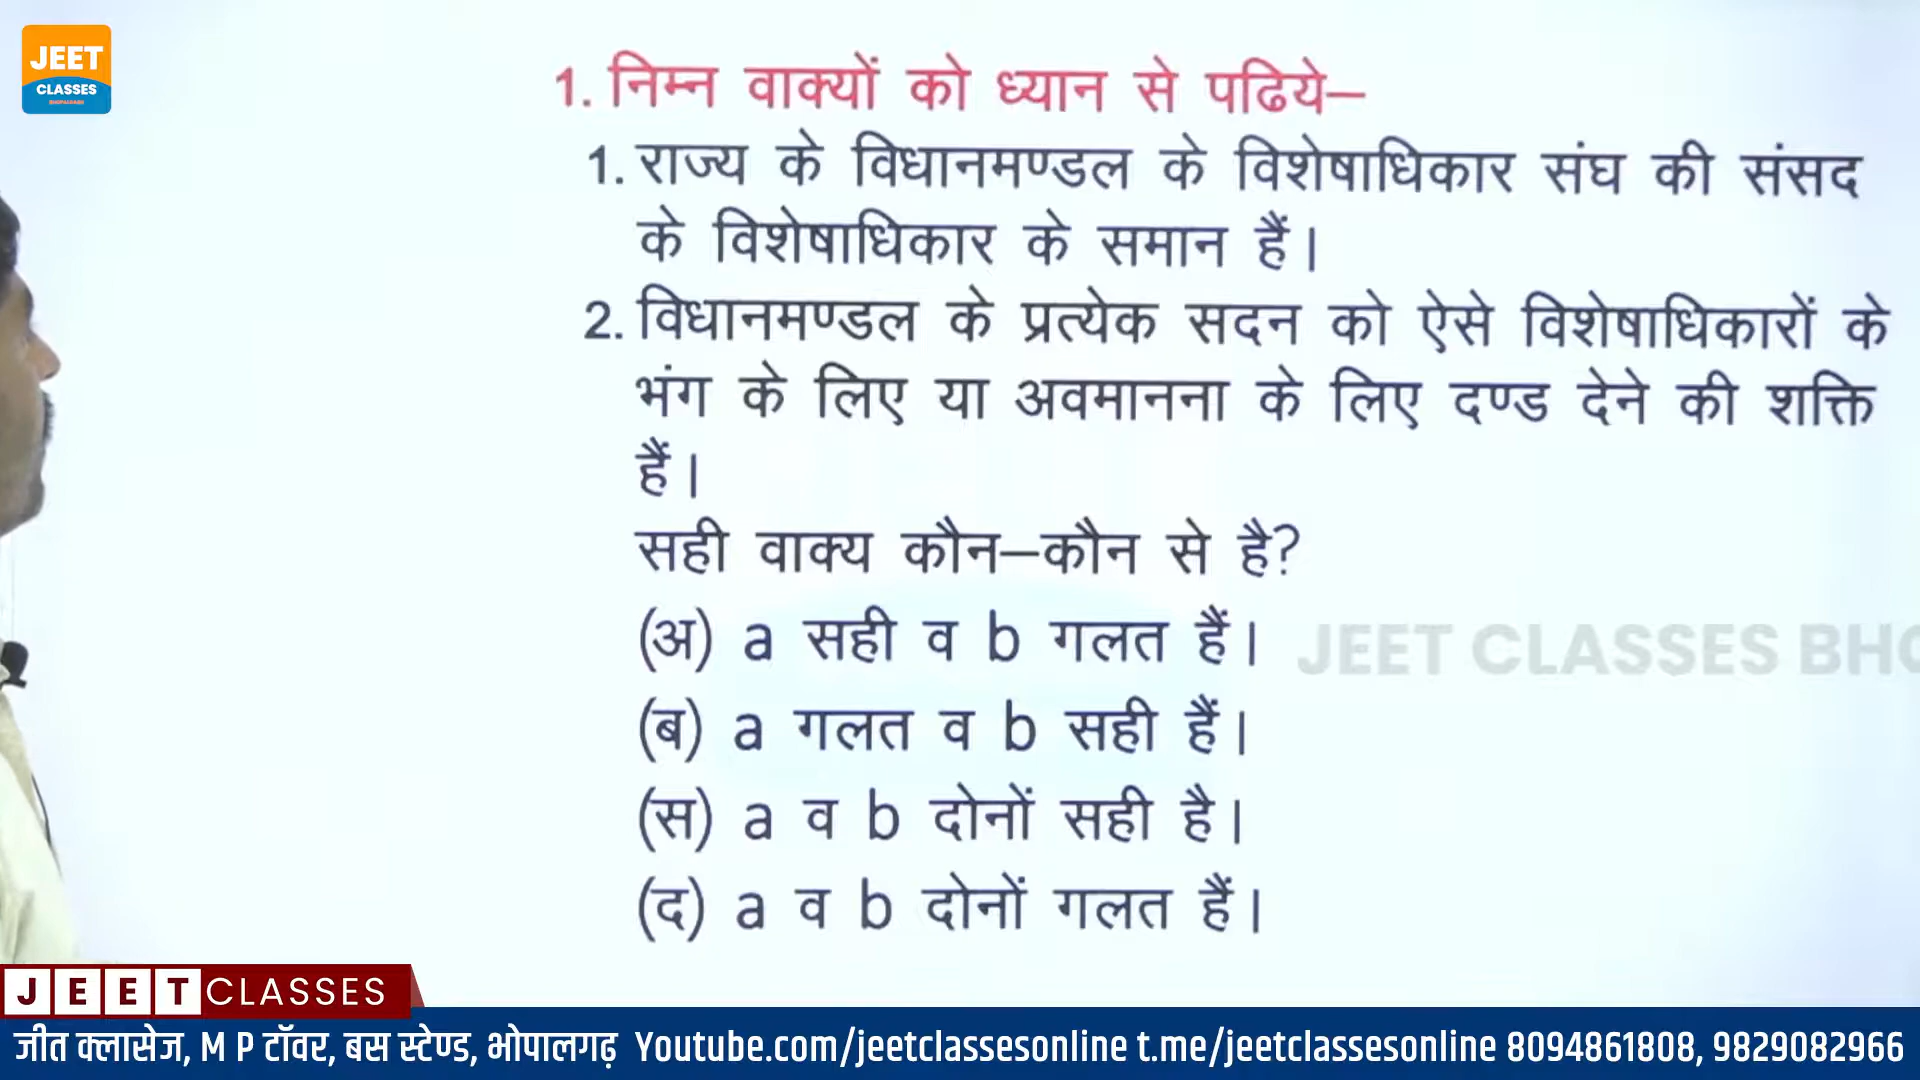 JEET
CLASSES
1. निम्न वाक्यों को ध्यान से पढिये–
1. राज्य के विधानमण्डल के विशेषाधिकार संघ की संसद
के विशेषाधिकार के समान हैं।
2. विधानमण्डल के प्रत्येक सदन को ऐसे विशेषाधिकारों के
भंग के लिए या अवमानना के लिए दण्ड देने की शक्ति
हैं।
सही वाक्य कौन–कौन से है?
(अ) a सही व b गलत हैं।
JEET CLASSES BHO
(ब) a गलत व b सही हैं।
(स) a व b दोनों सही है।
(द) a व b दोनों गलत हैं।
JEET CLASSES
जीत क्लासेज, M P टॉवर, बस स्टेण्ड, भोपालगढ़ Youtube.com/jeetclassesonline t.me/jeetclassesonline 8094861808, 9829082966